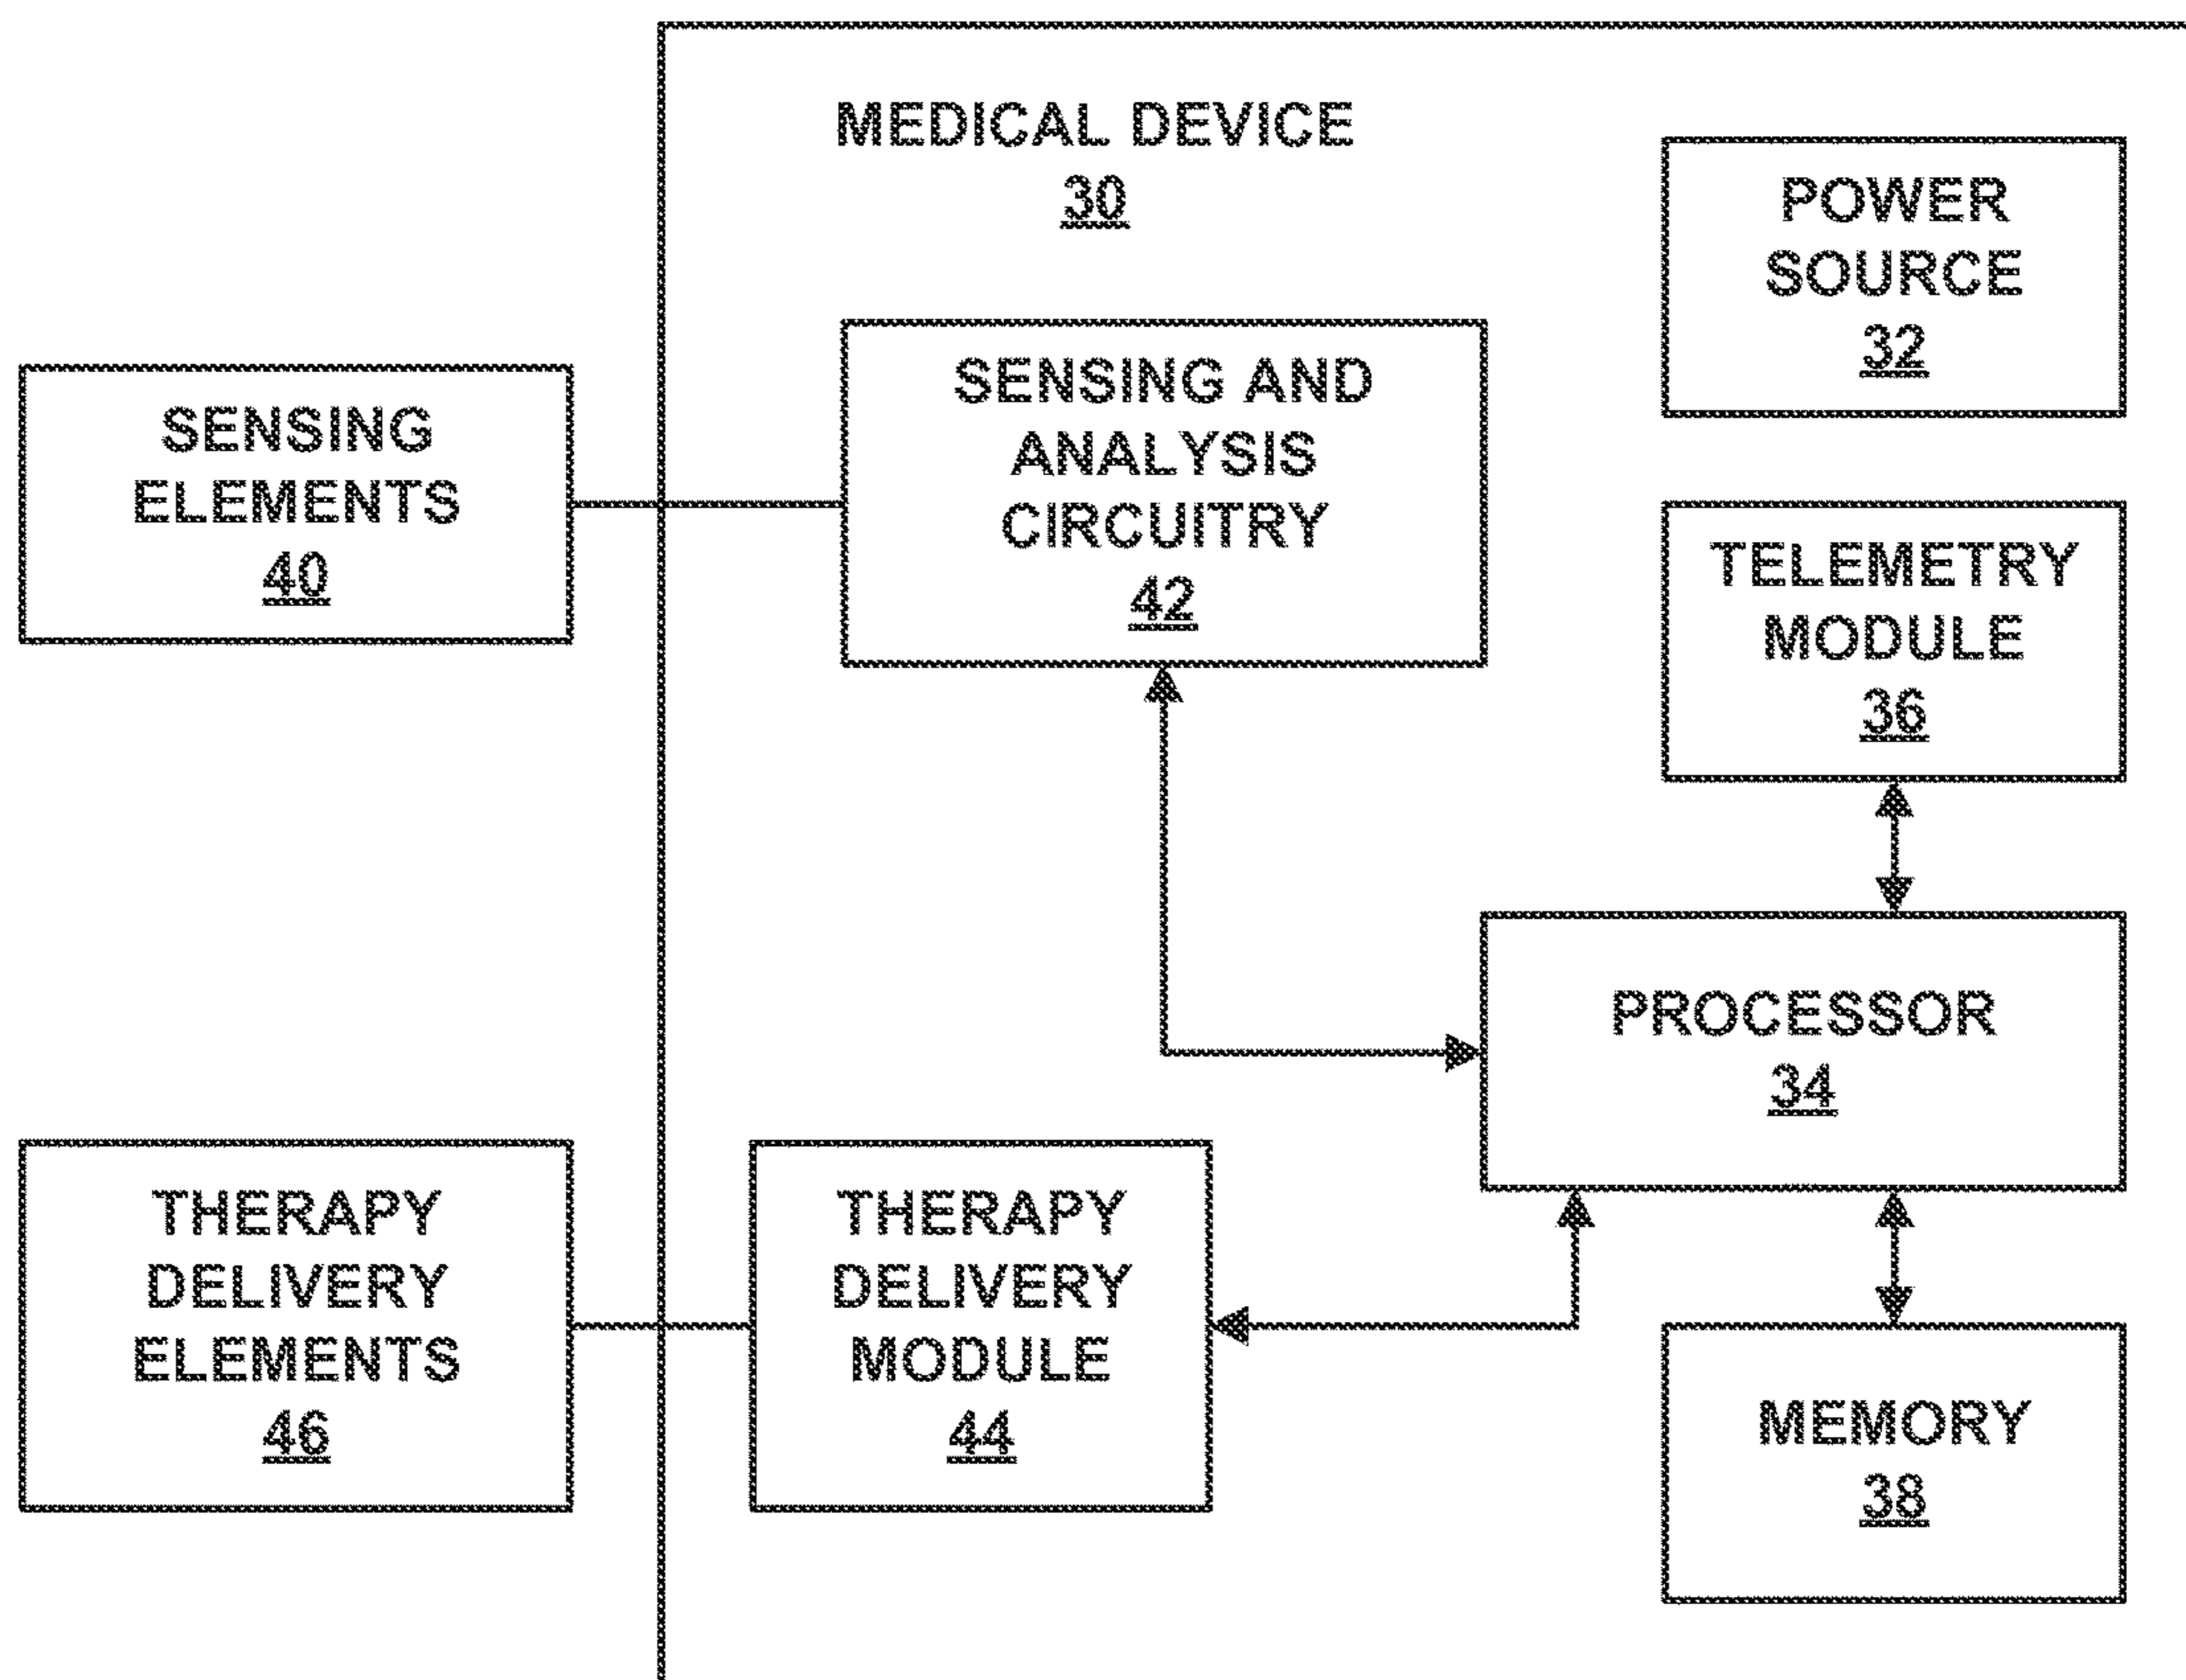 MEDICAL DEVICE
30
POWER
SOURCE
32
SENSING AND
ANALYSIS
CIRCUITRY
42
SENSING
ELEMENTS
40
TELEMETRY
MODULE
36
PROCESSOR
34
THERAPY
DELIVERY
ELEMENTS
46
THERAPY
DELIVERY
MODULE
44
MEMORY
38